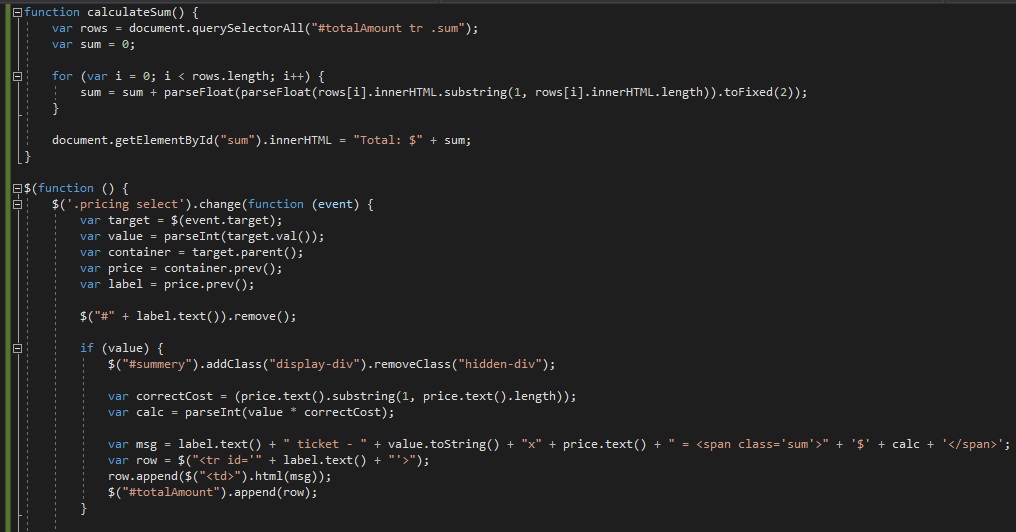 function calculateSum() {
    var rows = document.querySelectorAll("#totalAmount tr .sum");
    var sum = 0;

    for (var i = 0; i < rows.length; i++) {
        sum = sum + parseFloat(parseFloat(rows[i].innerHTML.substring(1, rows[i].innerHTML.length)).toFixed(2));
    }

    document.getElementById("sum").innerHTML = "Total: $" + sum;
}

$(function () {
    $('.pricing select').change(function (event) {
        var target = $(event.target);
        var value = parseInt(target.val());
        var container = target.parent();
        var price = container.prev();
        var label = price.prev();

        $("#" + label.text()).remove();

        if (value) {
            $("#summery").addClass("display-div").removeClass("hidden-div");

            var correctCost = (price.text().substring(1, price.text().length));
            var calc = parseInt(value * correctCost);

            var msg = label.text() + " ticket - " + value.toString() + "x" + price.text() + " = <span class='sum'>" + '$' + calc + '</span>';
            var row = $("<tr id='" + label.text() + "'>");
            row.append($("<td>").html(msg));
            $("#totalAmount").append(row);
        }